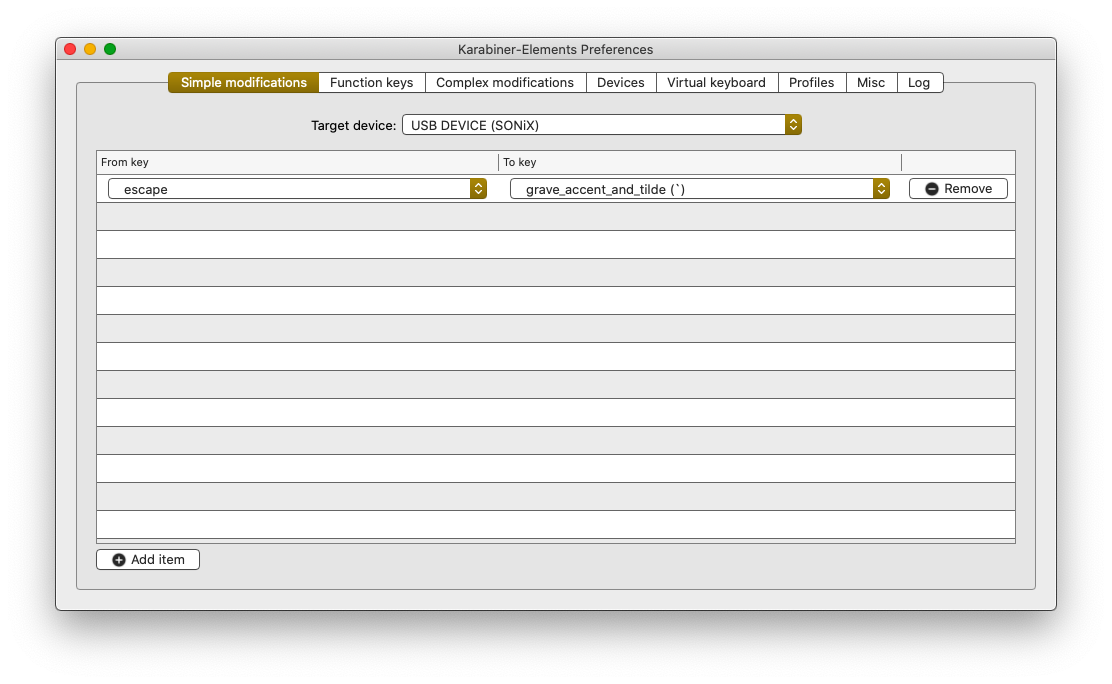 Karabiner-Elements Preferences
Simple modifications Function keys Complex modifications Devices Virtual keyboard Profiles Misc Log
Target device: USB DEVICE (SONiX)
From key To key
escape grave_accent_and_tilde (`) Remove
Add item